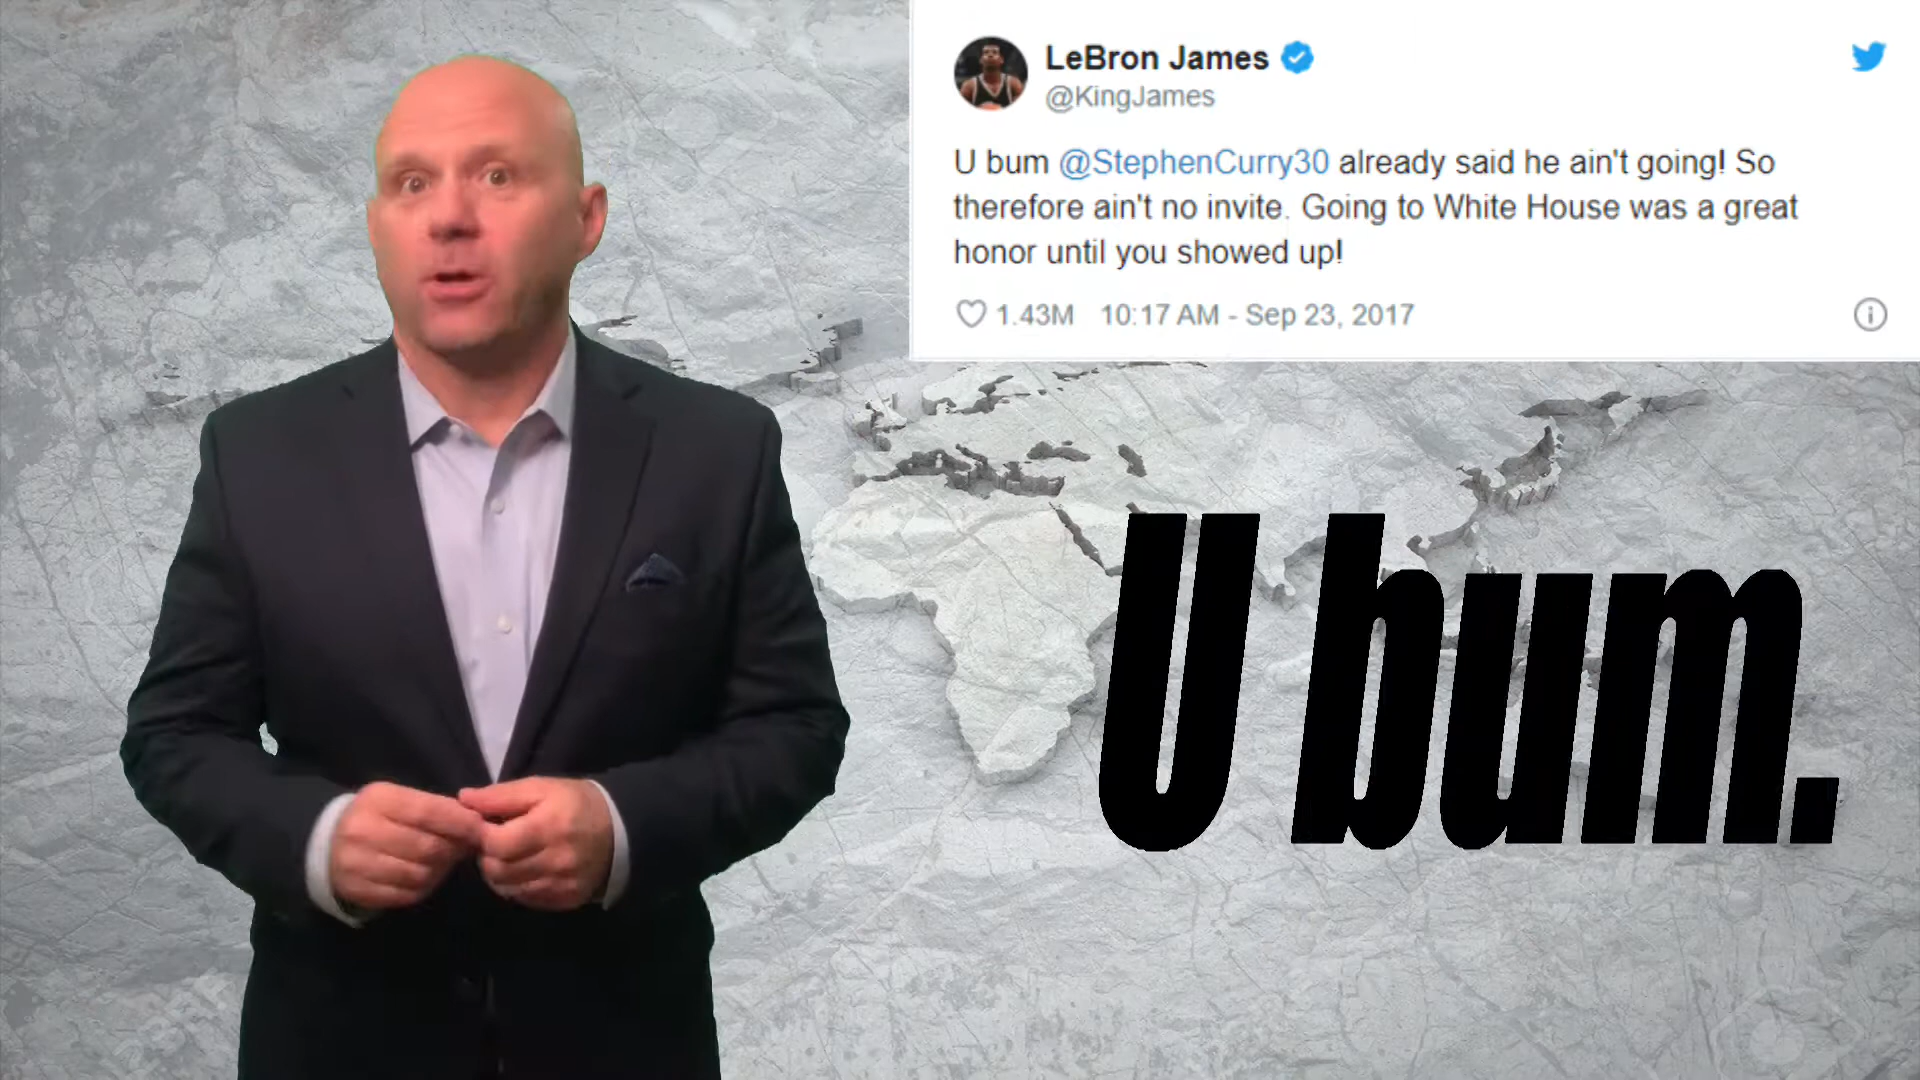 LeBron James
@KingJames
U bum @StephenCurry30 already said he ain't going! So
therefore ain't no invite. Going to White House was a great
honor until you showed up!
1.43M 10:17 AM - Sep 23, 2017
U bum.